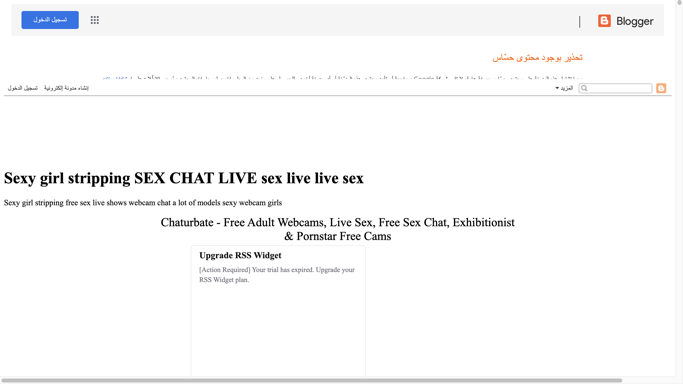 تسجيل الدخول
Blogger
تحذير بوجود محتوى حسّاس
المزيد
إنشاء مدونة إلكترونية
تسجيل الدخول
Sexy girl stripping SEX CHAT LIVE sex live live sex
Sexy girl stripping free sex live shows webcam chat a lot of models sexy webcam girls
Chaturbate - Free Adult Webcams, Live Sex, Free Sex Chat, Exhibitionist
& Pornstar Free Cams
Upgrade RSS Widget
[Action Required] Your trial has expired. Upgrade your
RSS Widget plan.